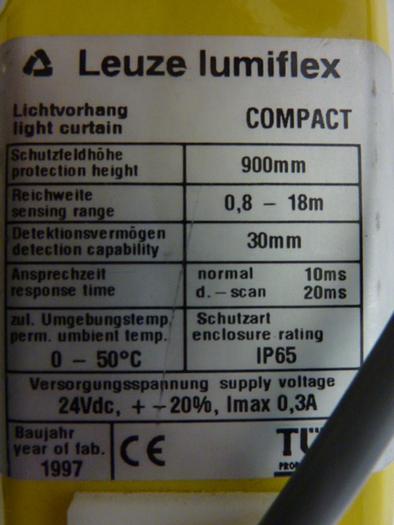 Leuze lumiflex
Lichtvorhang
light curtain
COMPACT
Schutzfeldhöhe
protection height
900mm
Reichweite
sensing range
0,8 – 18m
Detektionsvermögen
detection capability
30mm
Ansprechzeit
response time
normal 10ms
d.–scan 20ms
zul. Umgebungstemp.
perm. umbient temp.
0 – 50°C
Schutzart
enclosure rating
IP65
Versorgungsspannung supply voltage
24Vdc, + –20%, Imax 0,3A
Baujahr
year of fab.
1997
CE